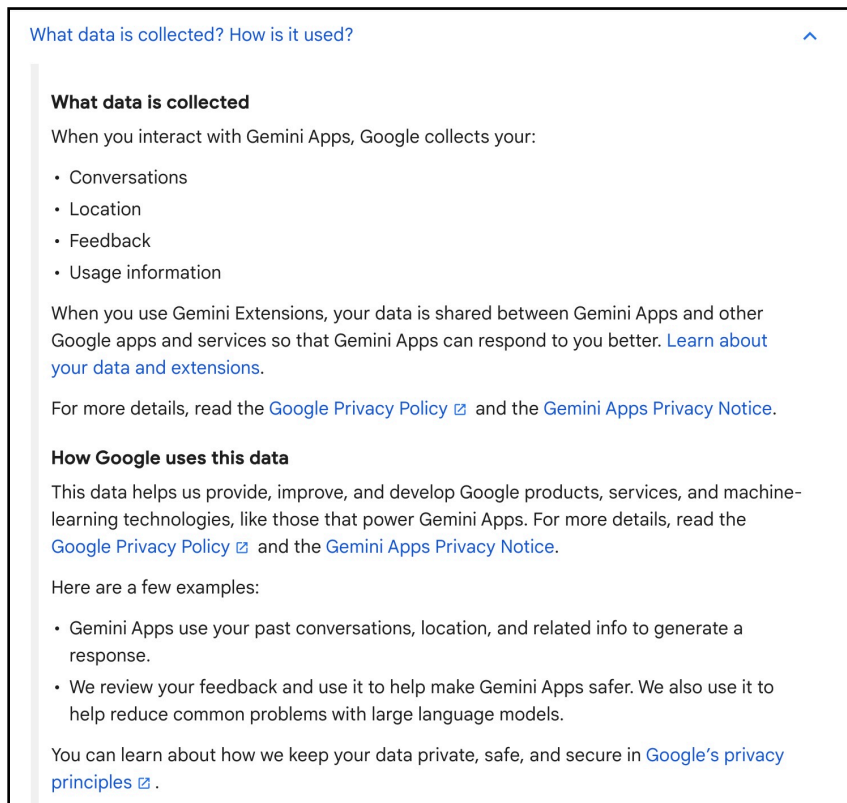 What data is collected? How is it used?
What data is collected
When you interact with Gemini Apps, Google collects your:
• Conversations
• Location
• Feedback
• Usage information
When you use Gemini Extensions, your data is shared between Gemini Apps and other
Google apps and services so that Gemini Apps can respond to you better. Learn about
your data and extensions.
For more details, read the Google Privacy Policy and the Gemini Apps Privacy Notice.
How Google uses this data
This data helps us provide, improve, and develop Google products, services, and machine-
learning technologies, like those that power Gemini Apps. For more details, read the
Google Privacy Policy and the Gemini Apps Privacy Notice.
Here are a few examples:
• Gemini Apps use your past conversations, location, and related info to generate a
response.
• We review your feedback and use it to help make Gemini Apps safer. We also use it to
help reduce common problems with large language models.
You can learn about how we keep your data private, safe, and secure in Google’s privacy
principles .